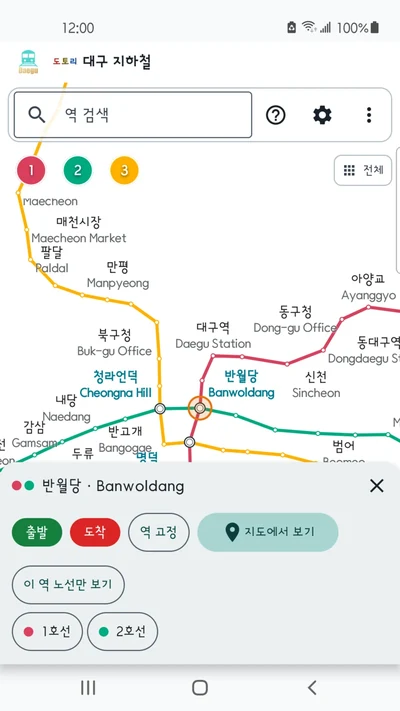 12:00
100%
Daegu
도토리 대구 지하철
역 검색
1 2 3
전체
Maecheon
매천시장
Maecheon Market
팔달
Paldal
만평
Manpyeong
아양교
Ayanggyo
동구청
Dong-gu Office
대구역
Daegu Station
북구청
Buk-gu Office
동대구역
Dongdaegu St
청라언덕
Cheongna Hill
반월당
Banwoldang
신천
Sincheon
내당
Naedang
감삼
Gamsam
반고개
Bangogae
두류
명덕
범어
반월당 · Banwoldang
출발
도착
역 고정
지도에서 보기
이 역 노선만 보기
1호선
2호선